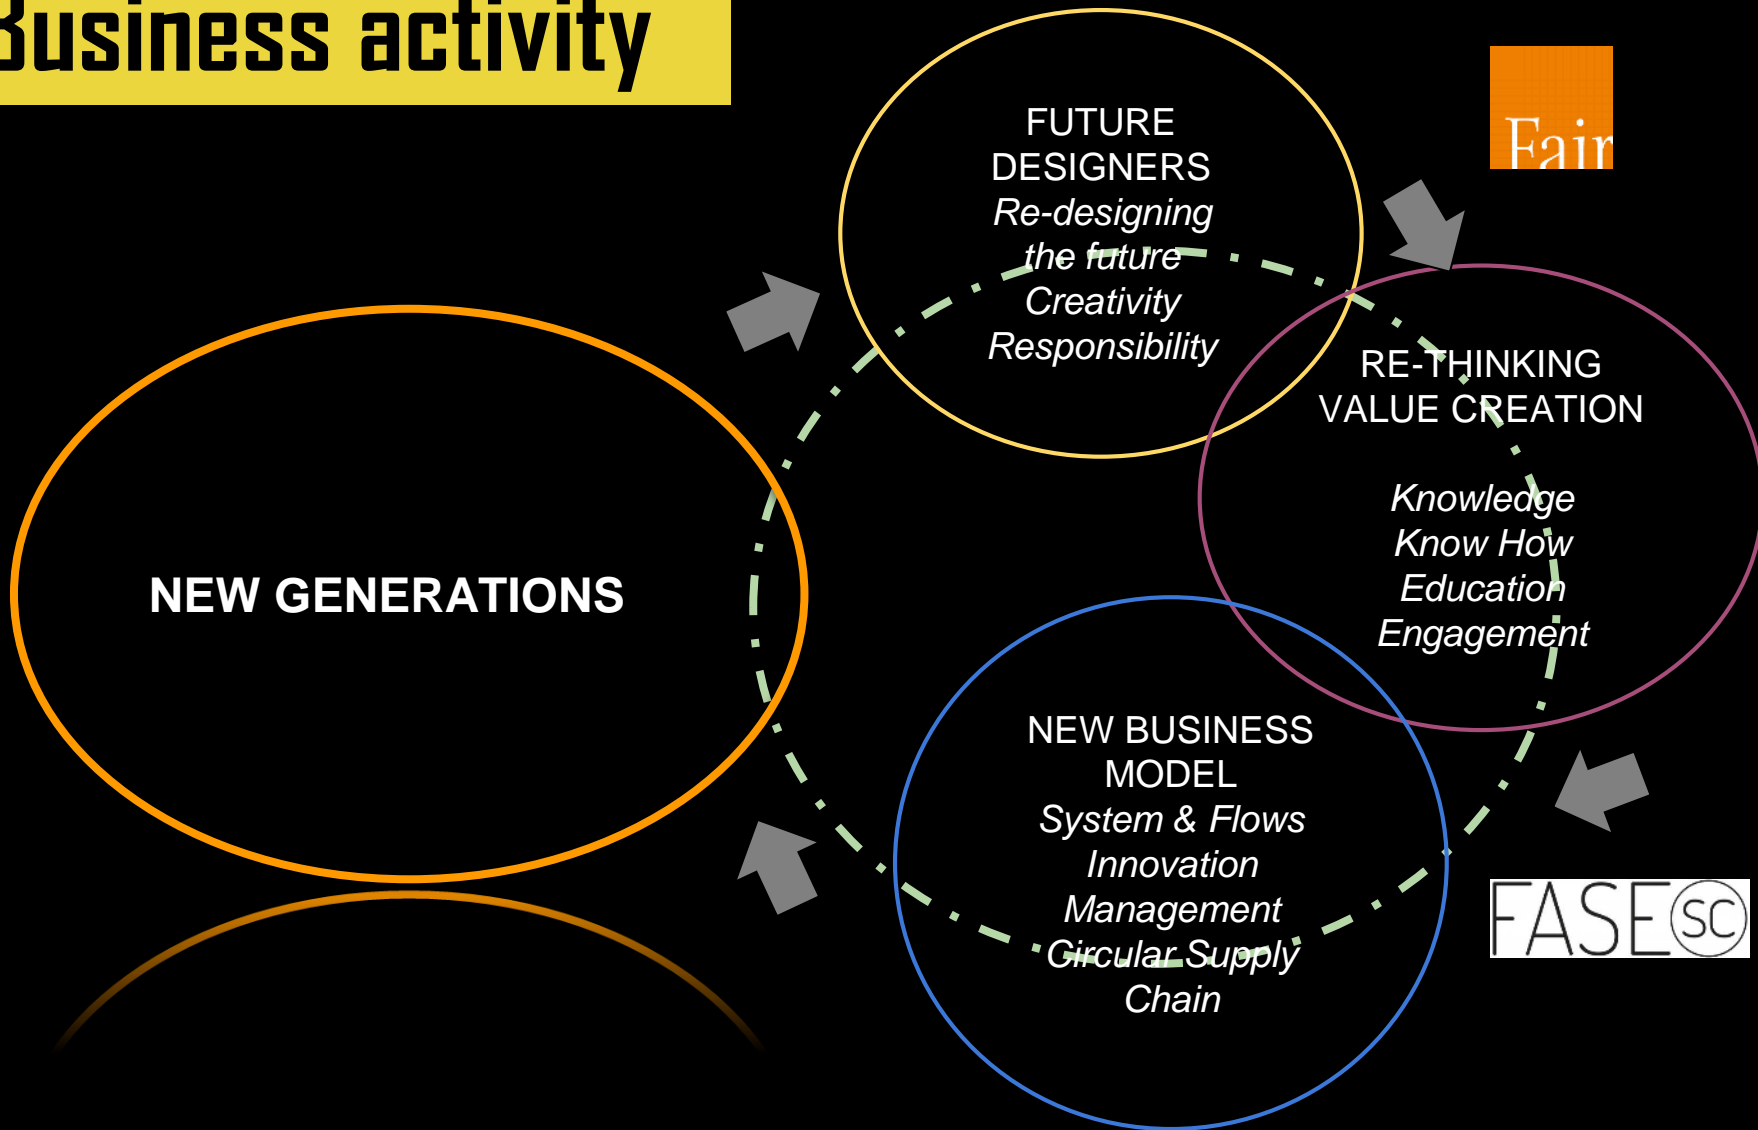 Business activity
Fair
FUTURE
DESIGNERS
Re-designing
the future
Creativity
Responsibility
RE-THINKING
VALUE CREATION
Knowledge
Know How
Education
Engagement
NEW GENERATIONS
NEW BUSINESS
MODEL
System & Flows
Innovation
Management
Circular Supply
Chain
FASE SC